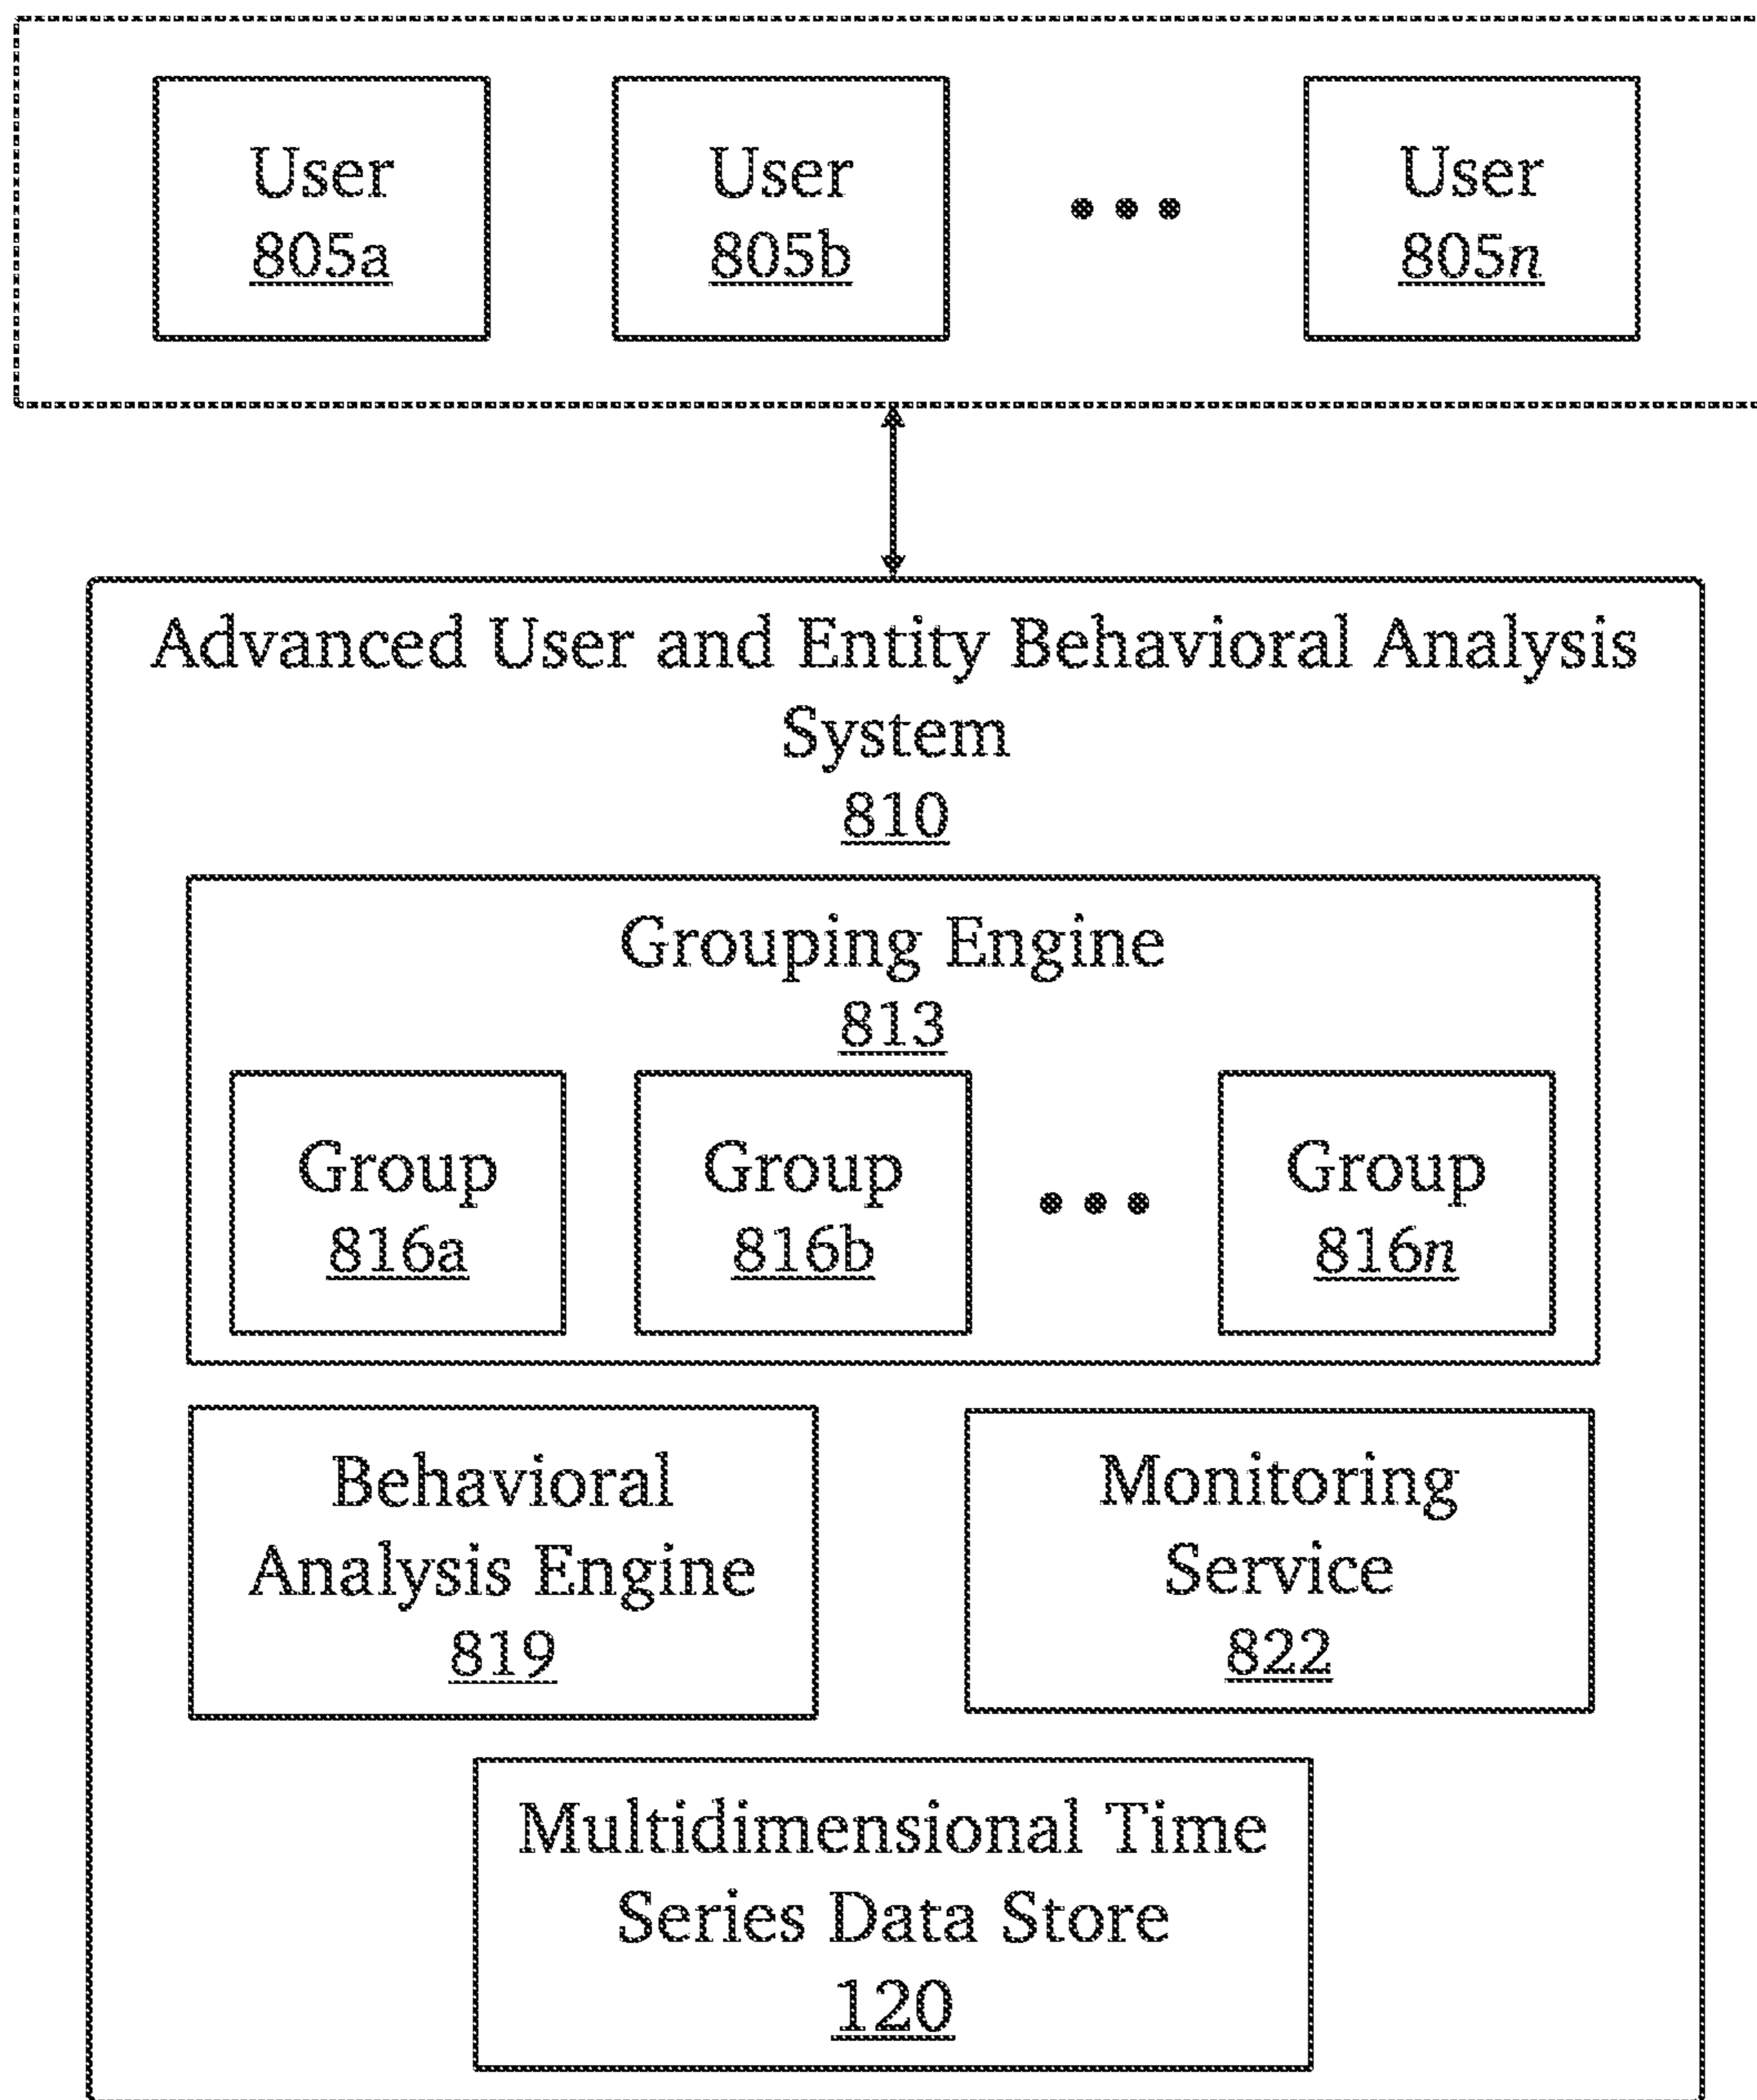 User
805a
User
805b
User
805n
Advanced User and Entity Behavioral Analysis
System
810
Grouping Engine
813
Group
816a
Group
816b
Group
816n
Behavioral
Analysis Engine
819
Monitoring
Service
822
Multidimensional Time
Series Data Store
120